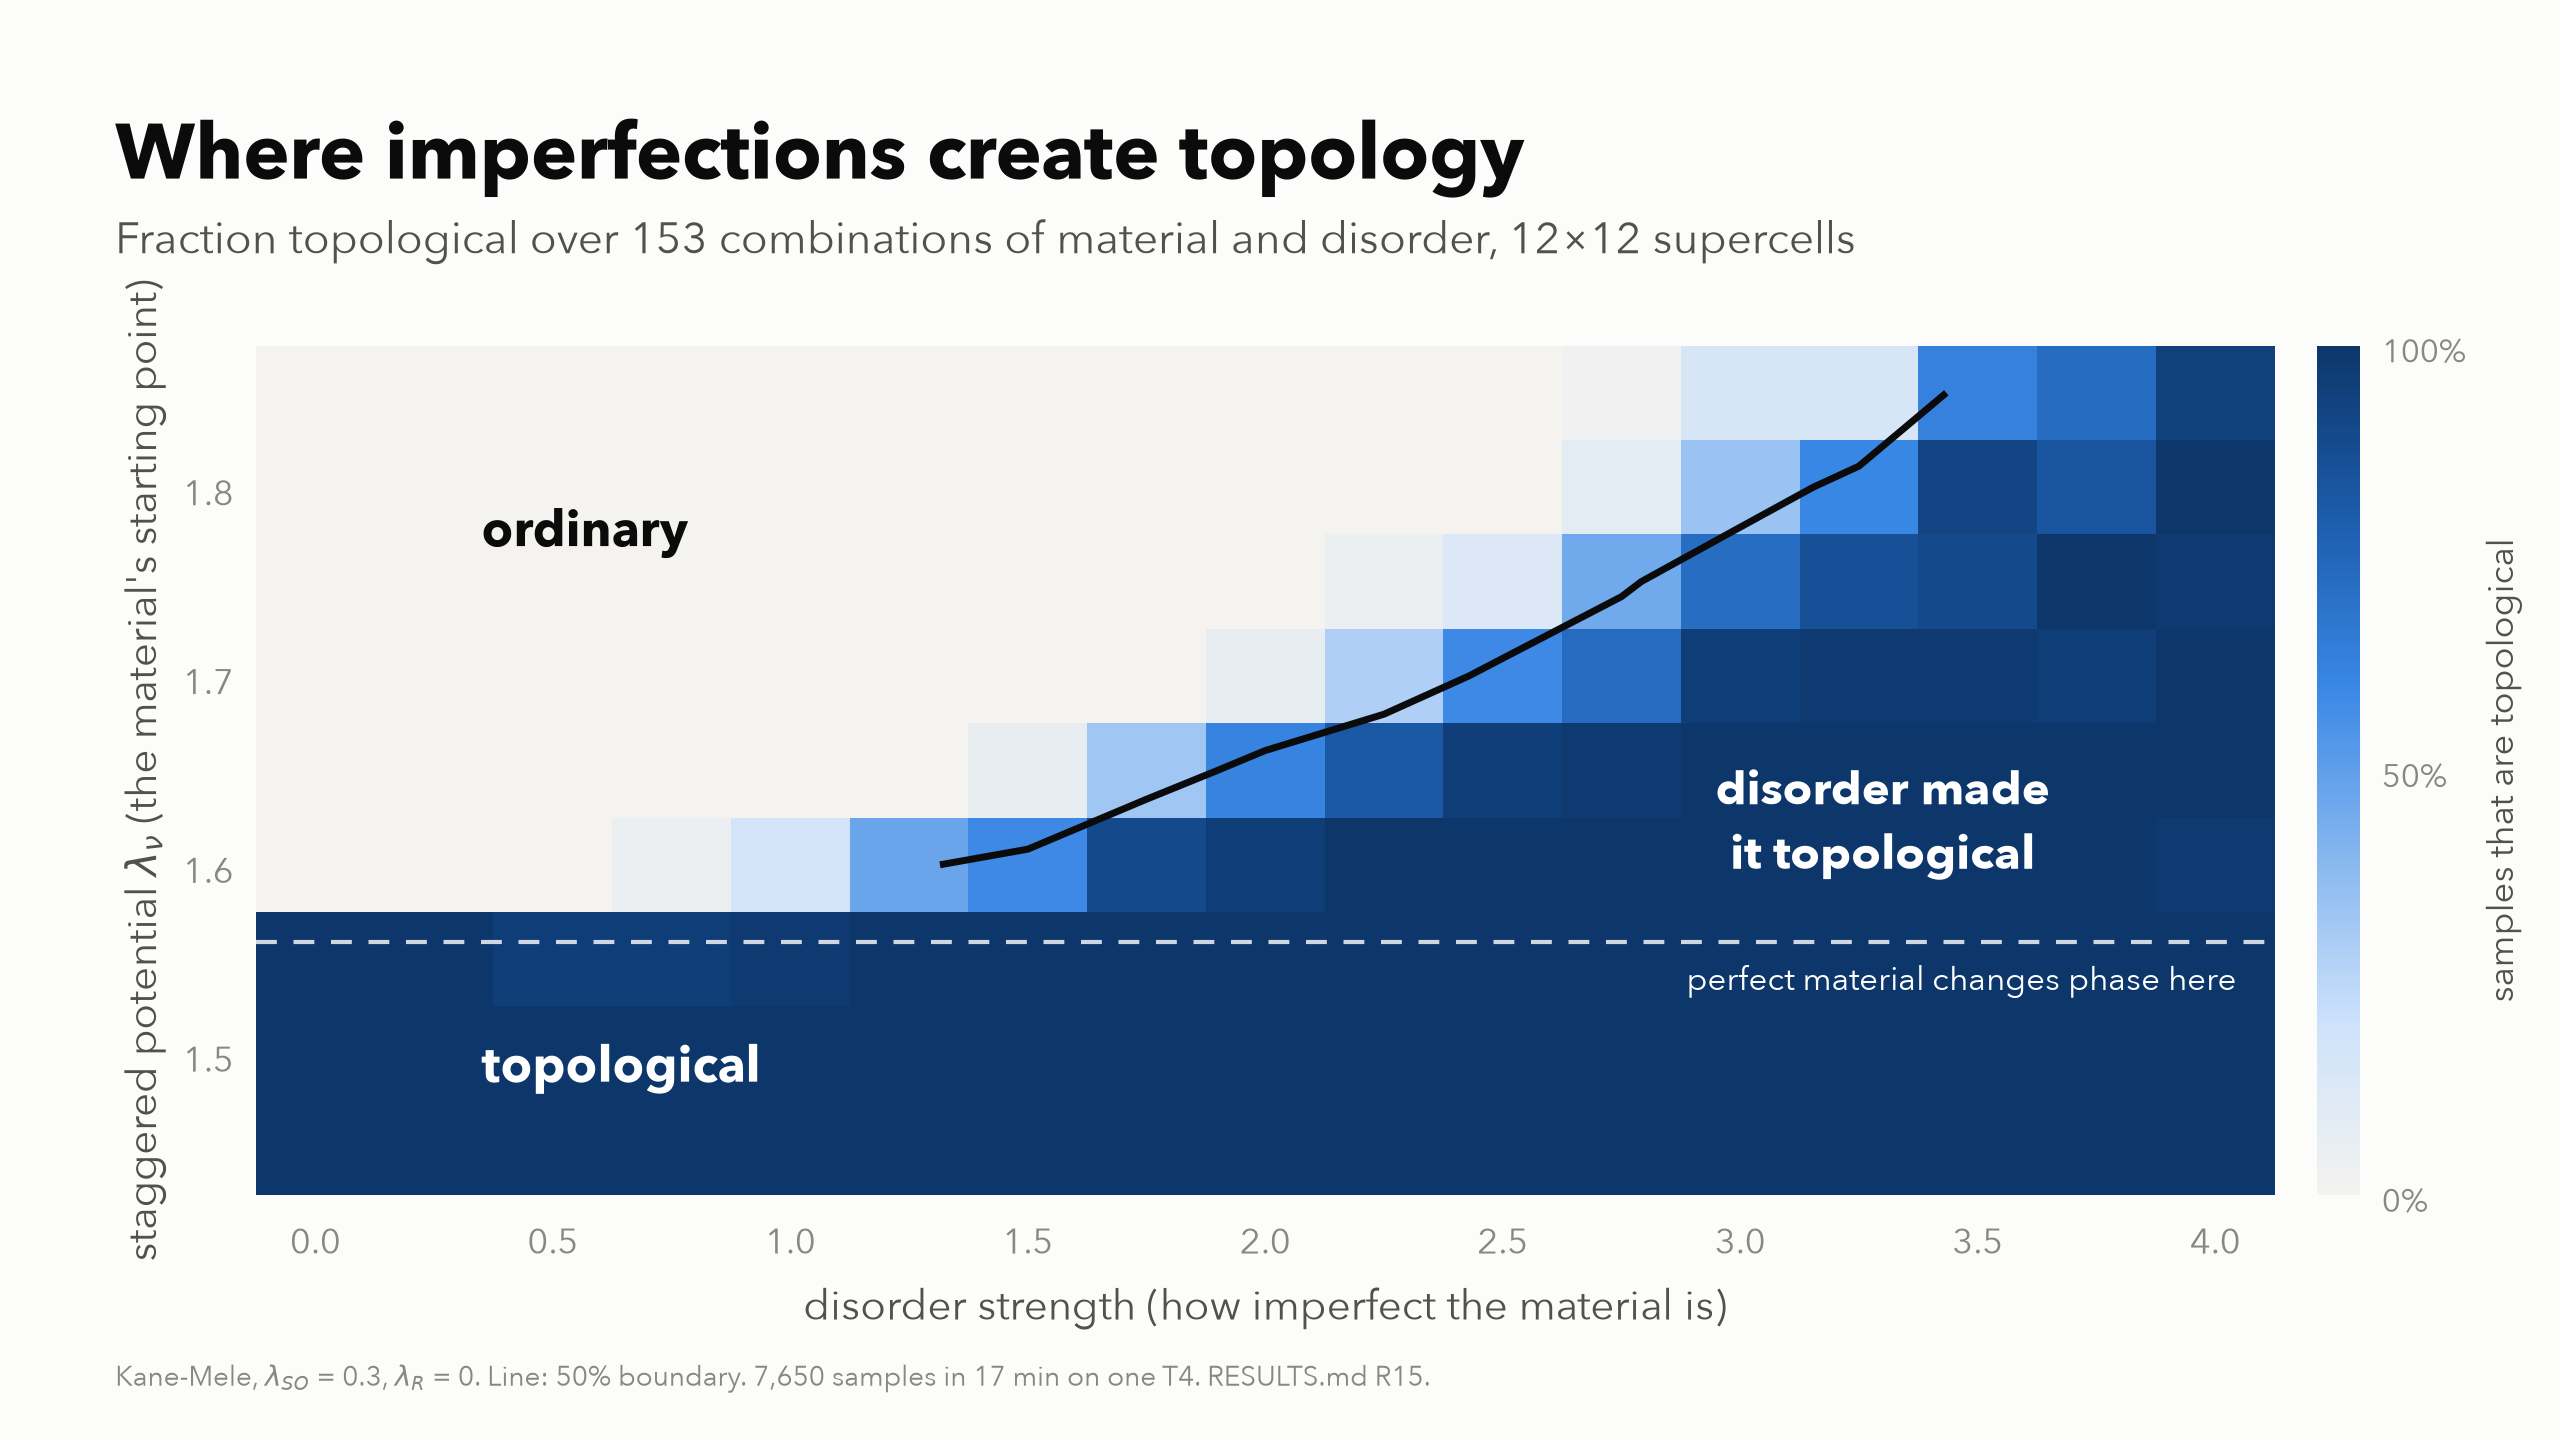 Where imperfections create topology
Fraction topological over 153 combinations of material and disorder, 12×12 supercells
staggered potential λν (the material's starting point)
1.8
1.7
1.6
1.5
ordinary
disorder made
it topological
perfect material changes phase here
topological
100%
50%
0%
samples that are topological
0.0 0.5 1.0 1.5 2.0 2.5 3.0 3.5 4.0
disorder strength (how imperfect the material is)
Kane-Mele, λSO = 0.3, λR = 0. Line: 50% boundary. 7,650 samples in 17 min on one T4. RESULTS.md R15.